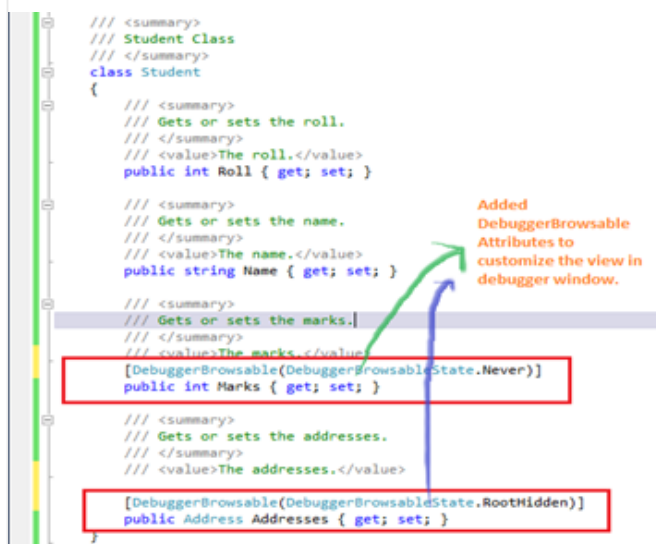 /// <summary>
/// Student Class
/// </summary>
class Student
{
/// <summary>
/// Gets or sets the roll.
/// </summary>
/// <value>The roll.</value>
public int Roll { get; set; }
/// <summary>
/// Gets or sets the name.
/// </summary>
/// <value>The name.</value>
public string Name { get; set; }
Added
DebuggerBrowsable
Attributes to
customize the view in
debugger window.
/// <summary>
/// Gets or sets the marks.
/// </summary>
/// <value>The marks.</value>
[DebuggerBrowsable(DebuggerBrowsableState.Never)]
public int Marks { get; set; }
/// <summary>
/// Gets or sets the addresses.
/// </summary>
/// <value>The addresses.</value>
[DebuggerBrowsable(DebuggerBrowsableState.RootHidden)]
public Address Addresses { get; set; }
}